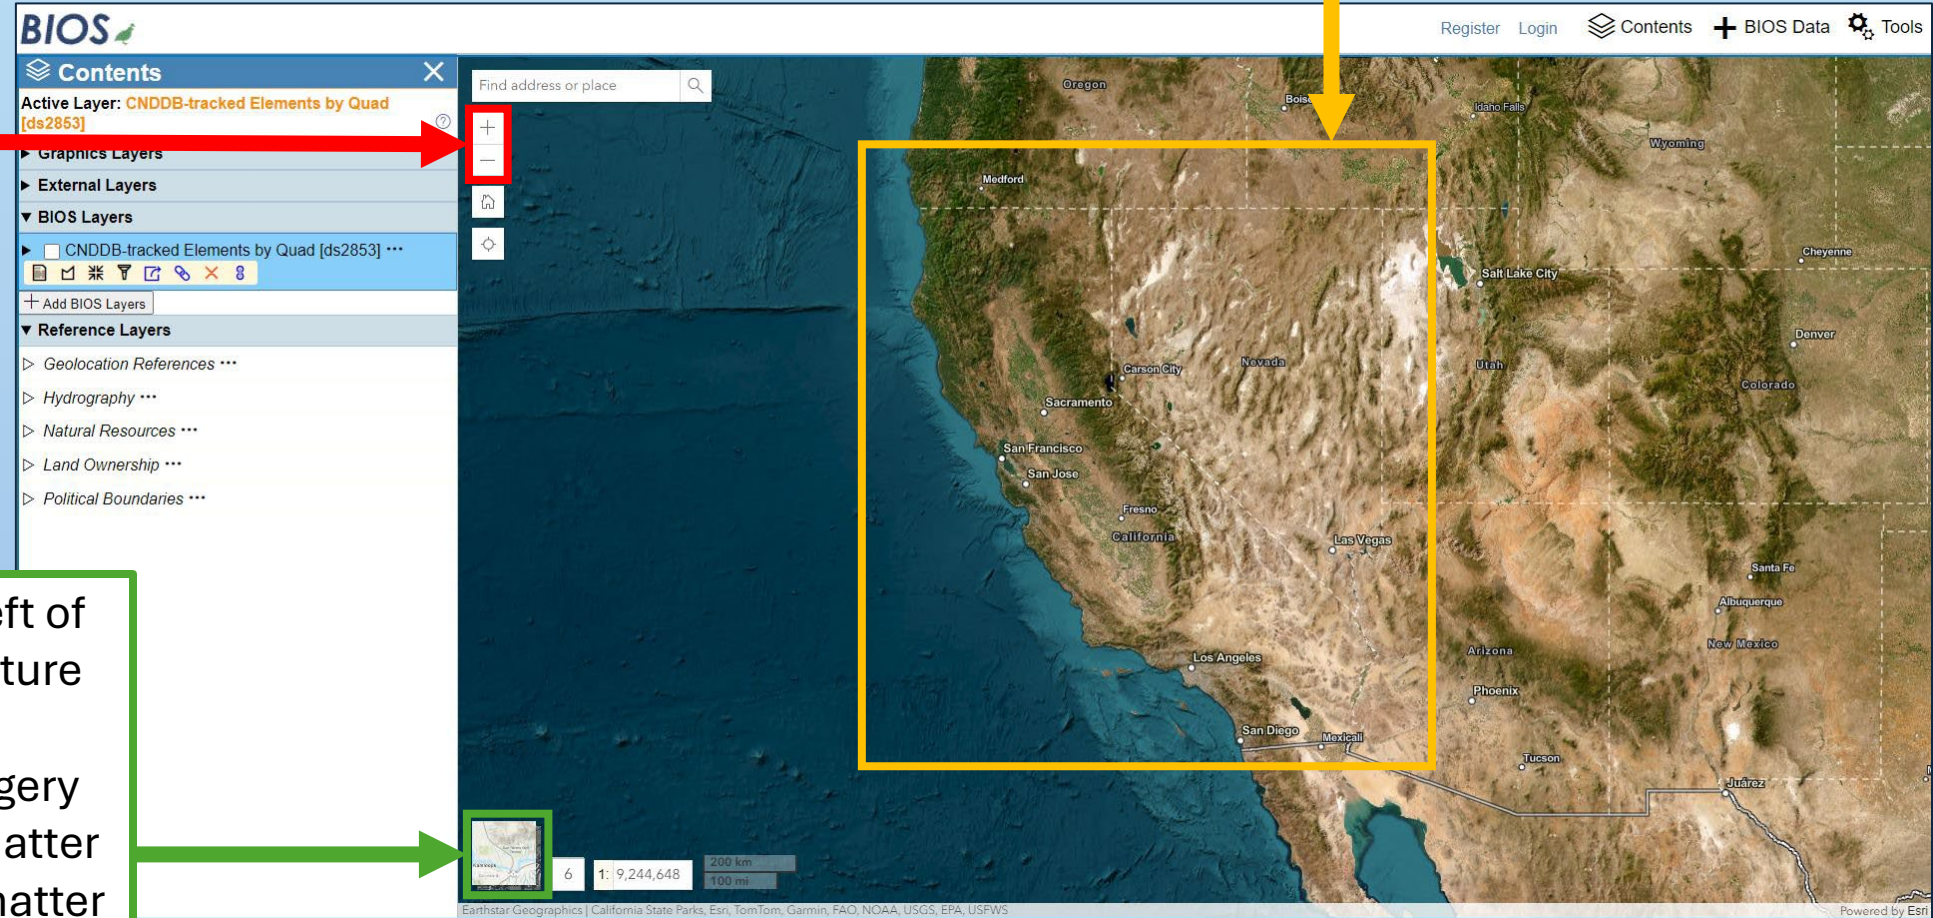 BIOS
Register Login Contents BIOS Data Tools
Contents
Active Layer: CNDDB-tracked Elements by Quad
[ds2853]
Graphics Layers
External Layers
BIOS Layers
CNDDB-tracked Elements by Quad [ds2853] •••
Add BIOS Layers
Reference Layers
Geolocation References •••
Hydrography •••
Natural Resources •••
Land Ownership •••
Political Boundaries •••
eft of
ture
gery
atter
natter
Find address or place
Oregon
Idaho Falls
Wyoming
Medford
Cheyenne
Salt Lake City
Denver
Nevada
Utah
Carson City
Colorado
Sacramento
San Francisco
San Jose
Fresno
California
Las Vegas
Santa Fe
Albuquerque
New Mexico
Arizona
Los Angeles
Phoenix
San Diego
Mexicali
Tucson
Juárez
6
1: 9,244,648
200 km
100 mi
Earthstar Geographics | California State Parks, Esri, TomTom, Garmin, FAO, NOAA, USGS, EPA, USFWS
Powered by Esri